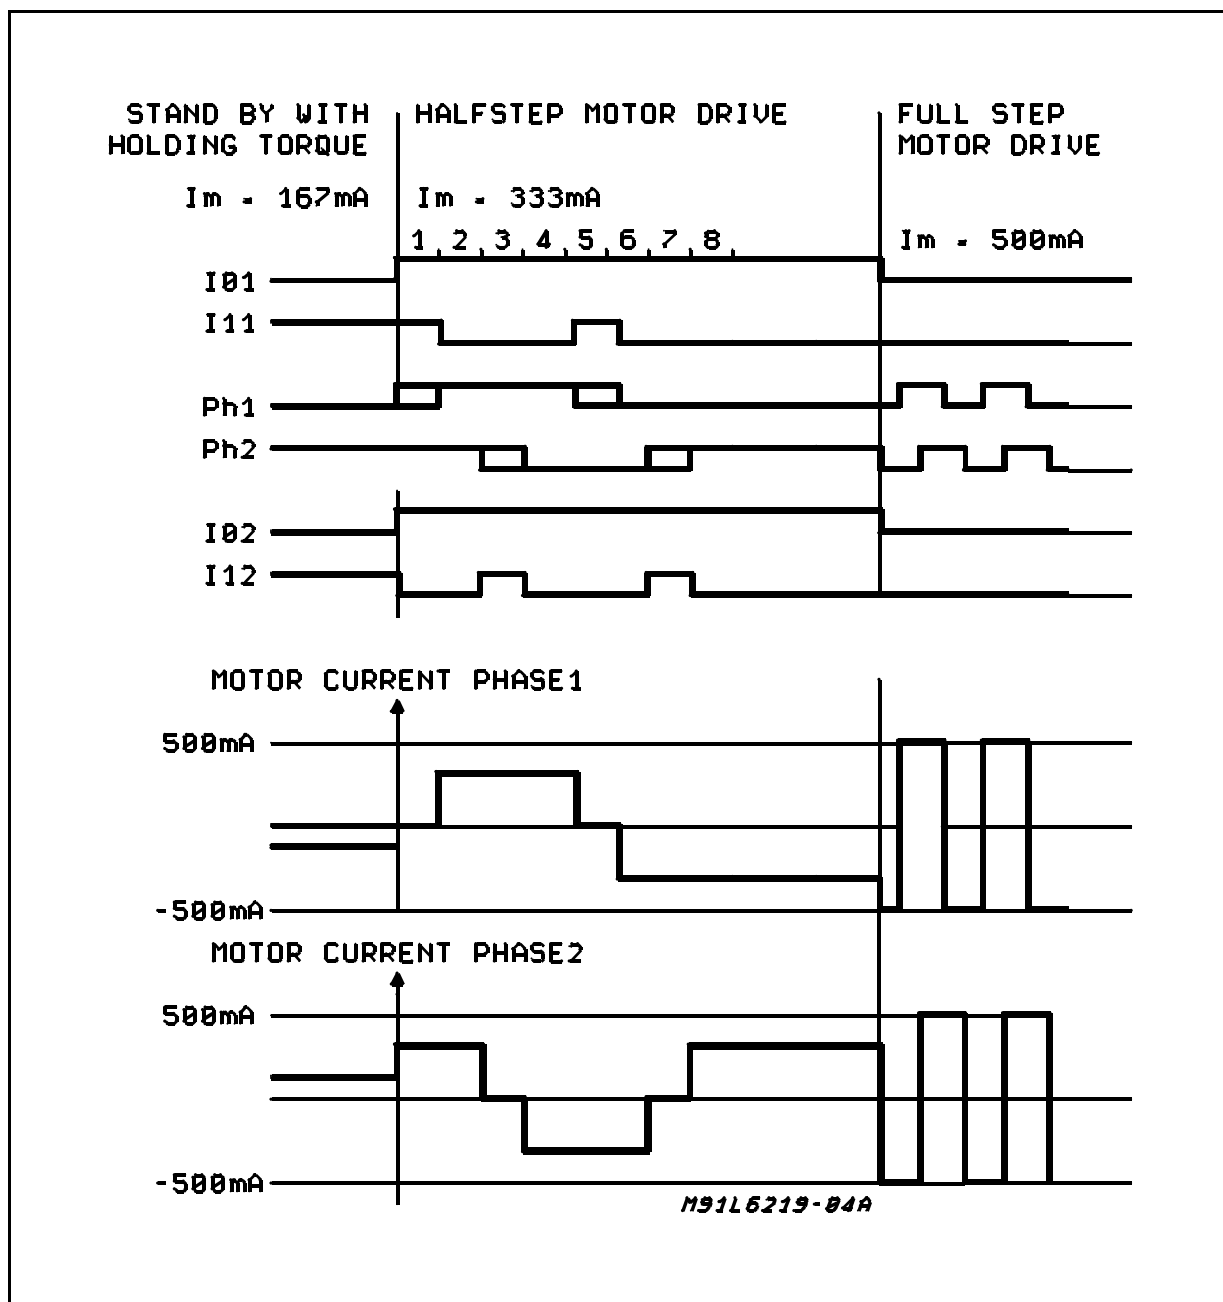 STAND BY WITH
HOLDING TORQUE
Im = 167mA
HALFSTEP MOTOR DRIVE
Im = 333mA
1 2 3 4 5 6 7 8
FULL STEP
MOTOR DRIVE
Im = 500mA
I01
I11
Ph1
Ph2
I02
I12
MOTOR CURRENT PHASE1
500mA
-500mA
MOTOR CURRENT PHASE2
500mA
-500mA
M91L6219-04A